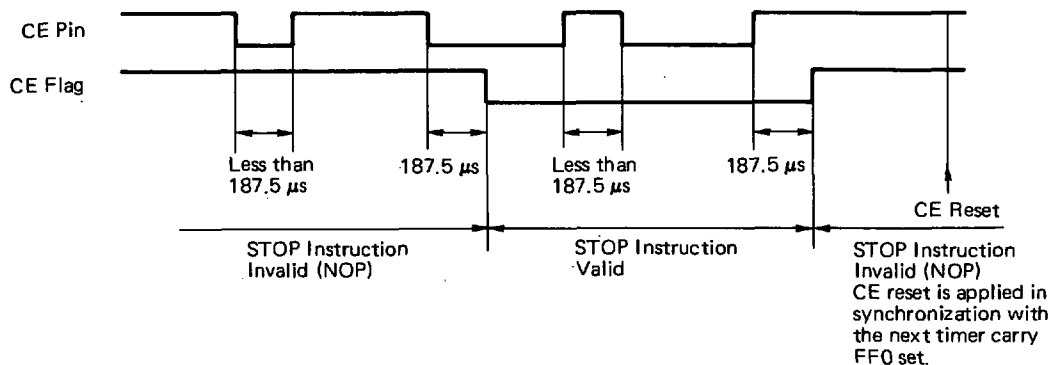 CE Pin
CE Flag
Less than
187.5 μs
187.5 μs
Less than
187.5 μs
187.5 μs
CE Reset
STOP Instruction
Invalid (NOP)
STOP Instruction
Valid
STOP Instruction
Invalid (NOP)
CE reset is applied in
synchronization with
the next timer carry
FF0 set.